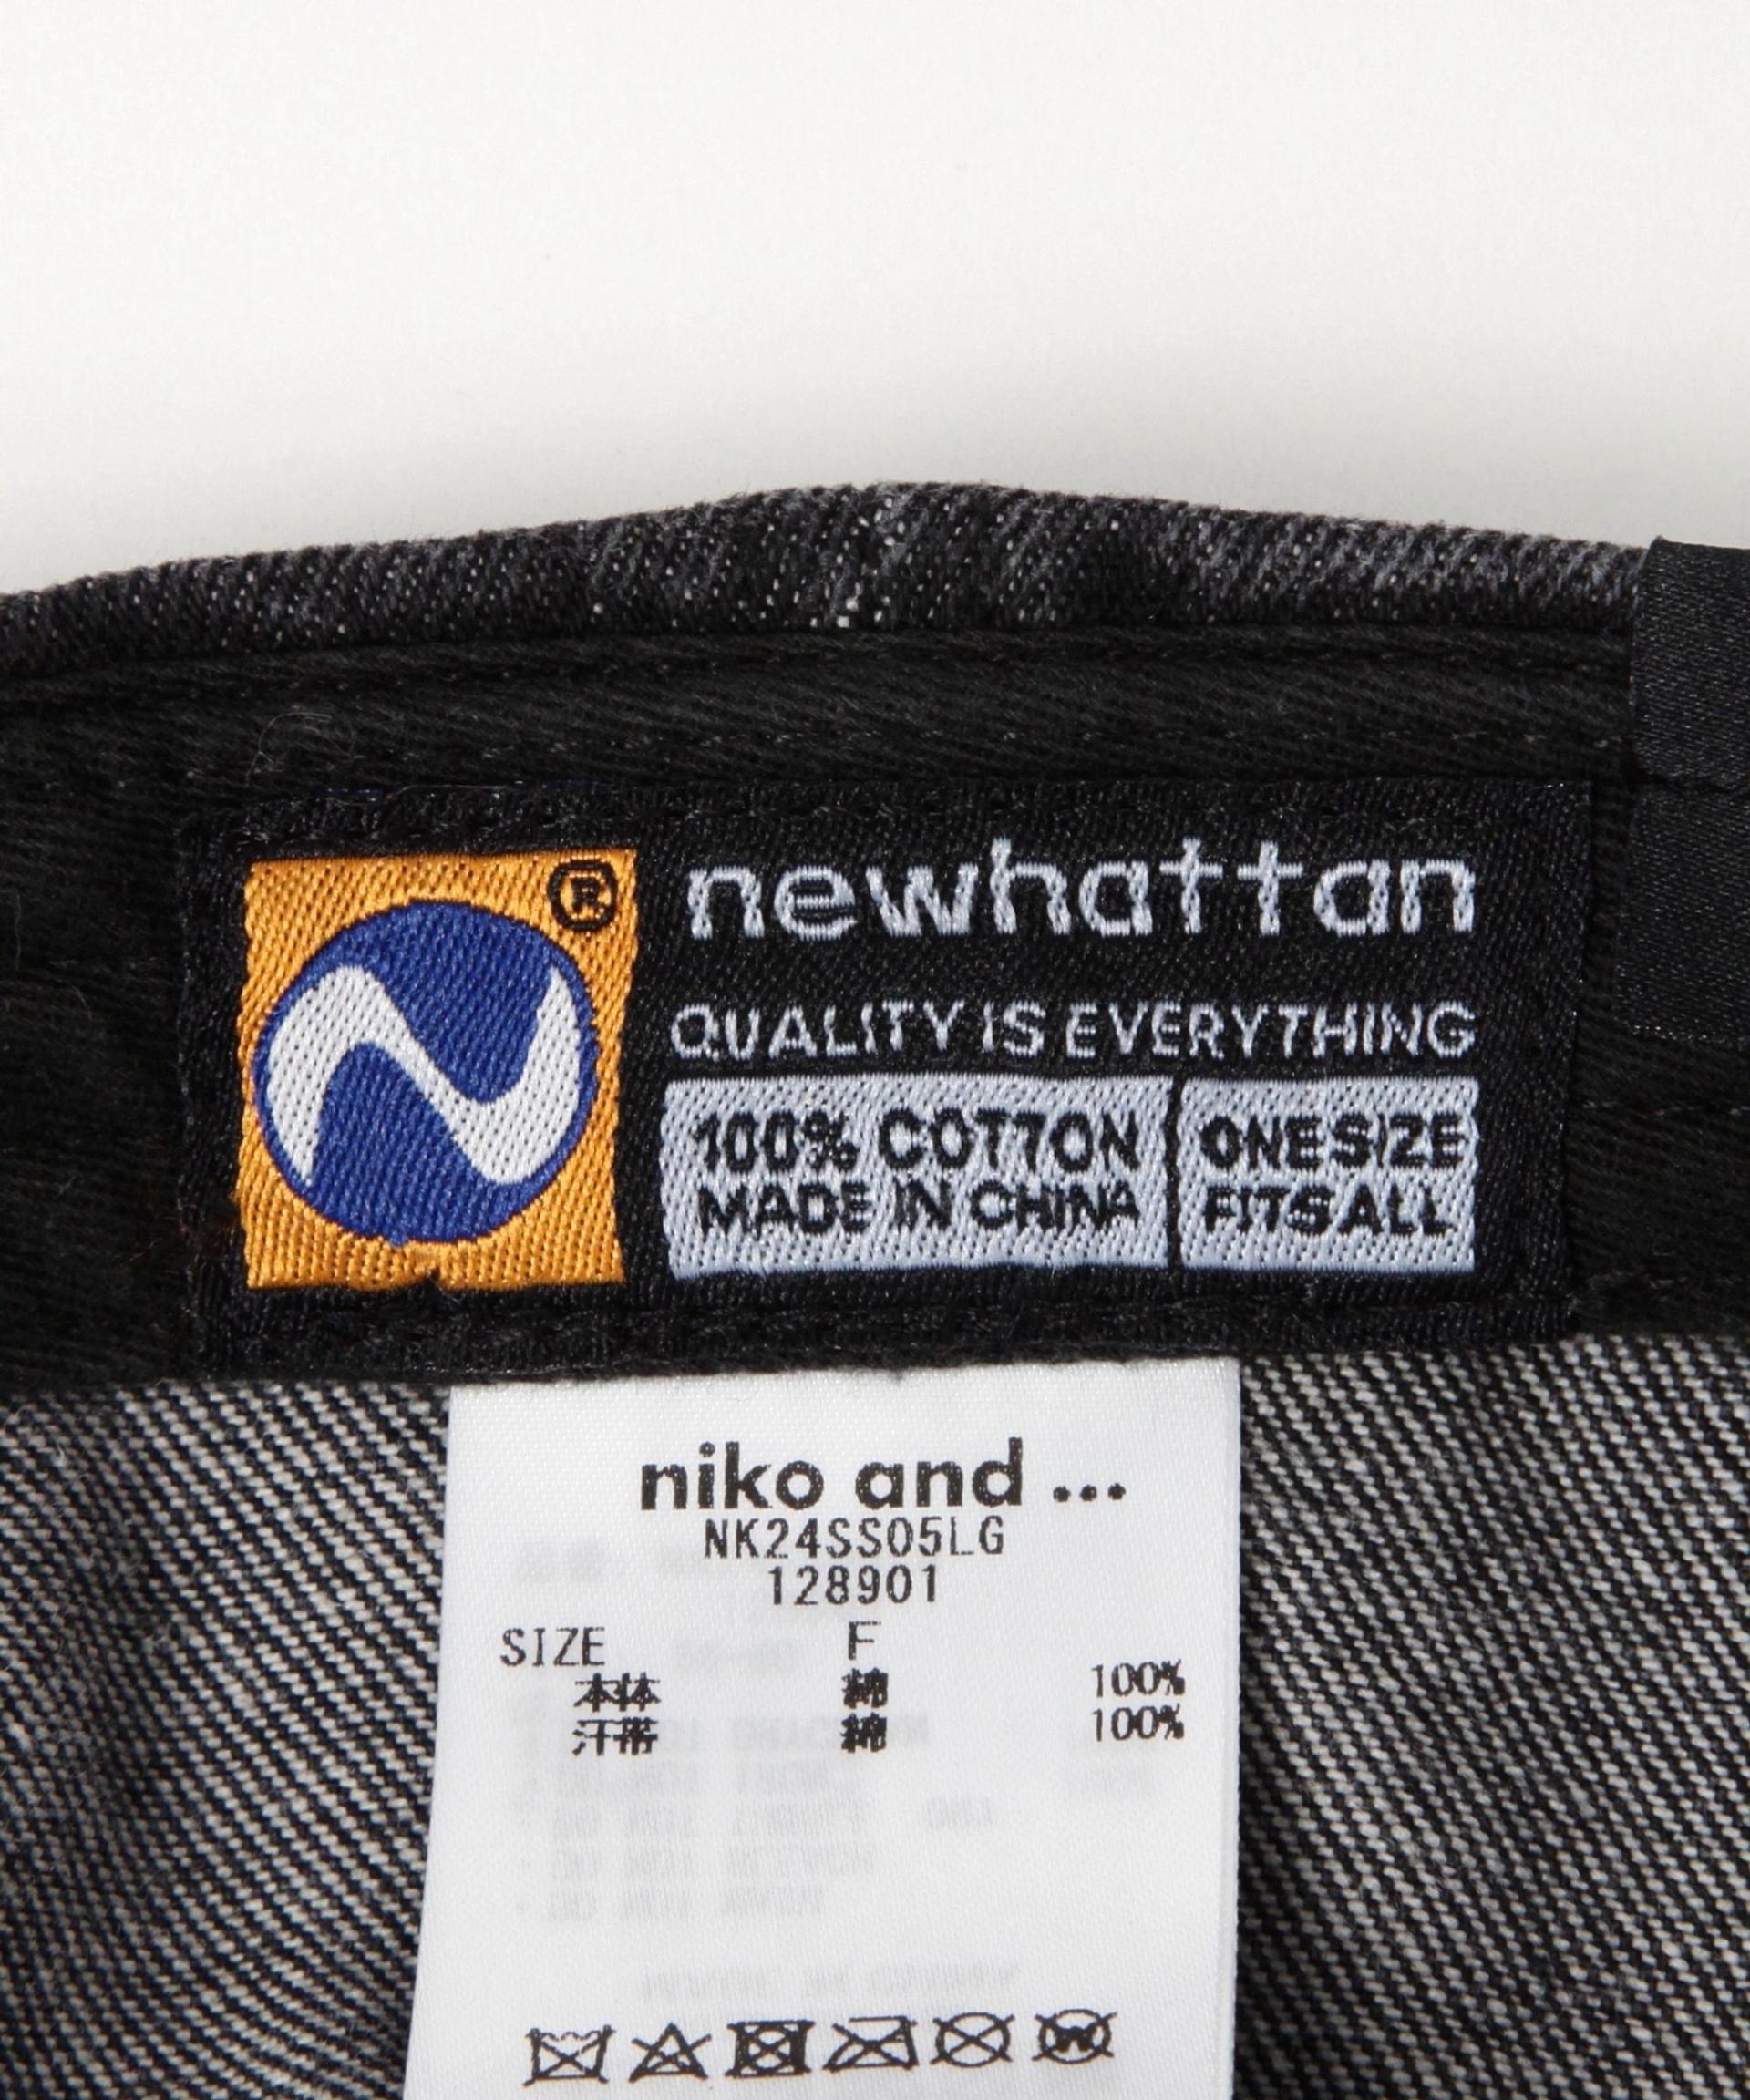 ®
newhattan
QUALITY IS EVERYTHING
100% COTTON
MADE IN CHINA
ONE SIZE
FITS ALL
niko and ...
NK24SS05LG
128901
SIZE F
本体 綿 100%
汗帯 綿 100%